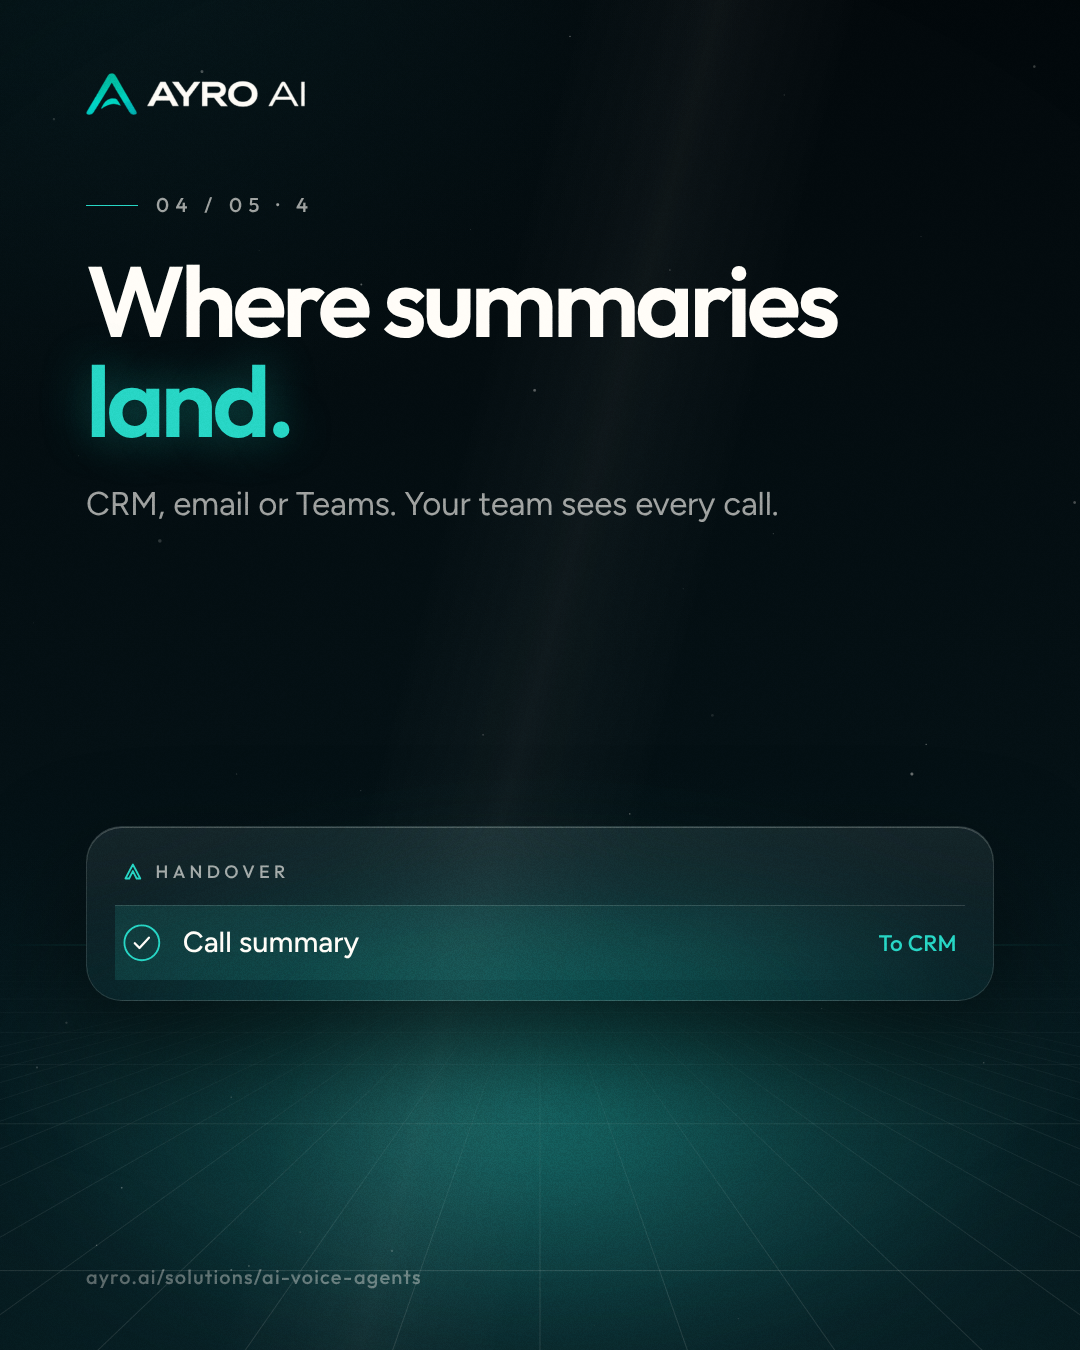 AYRO AI
04 / 05 · 4
Where summaries
land.
CRM, email or Teams. Your team sees every call.
HANDOVER
Call summary
To CRM
ayro.ai/solutions/ai-voice-agents